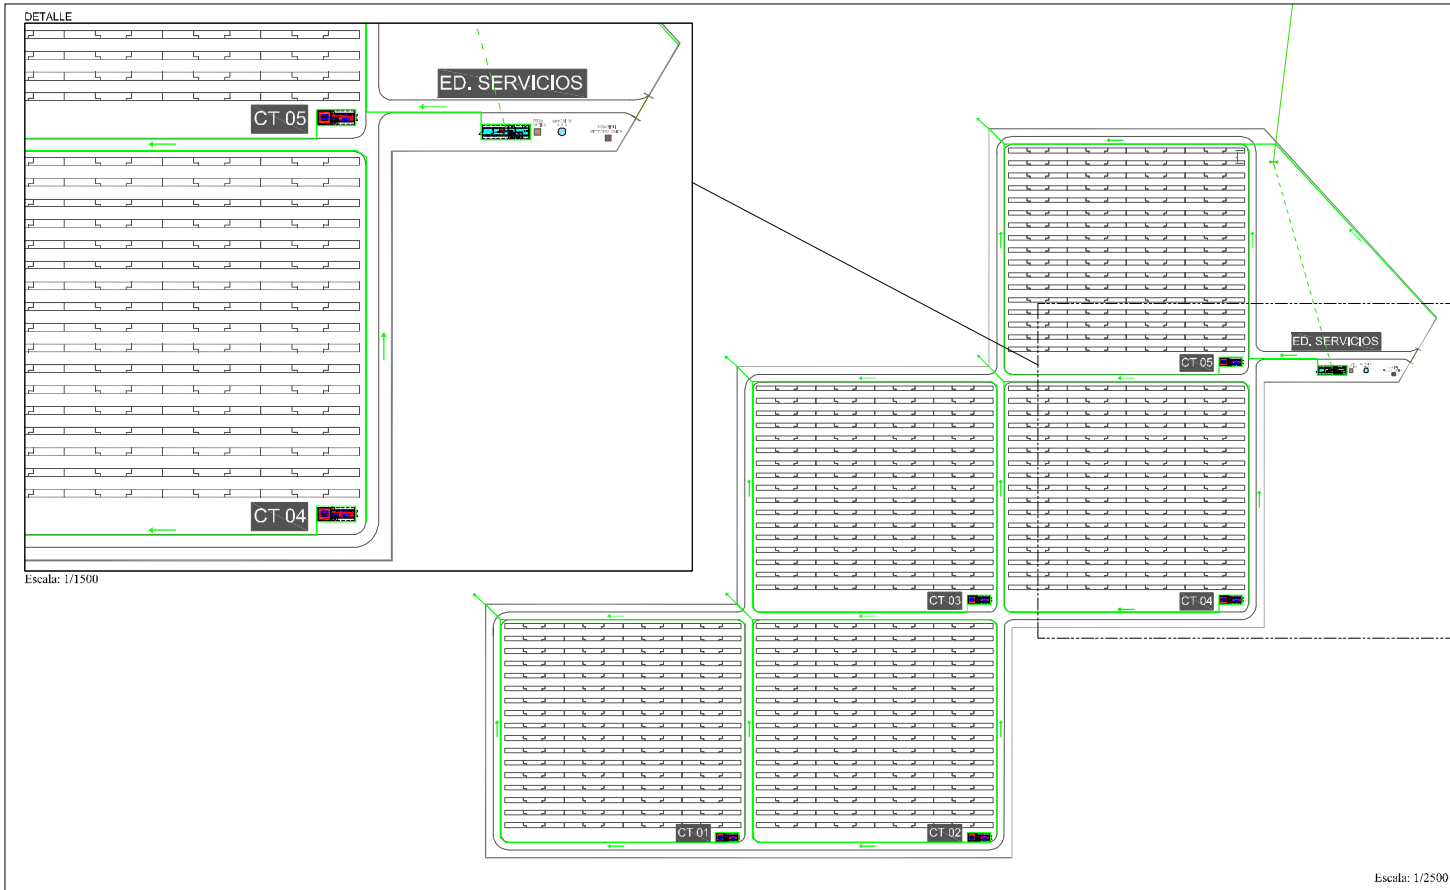 DETALLE
ED. SERVICIOS
CT 05
CT 04
Escala: 1/1500
ED. SERVICIOS
CT 05
CT 03
CT 04
CT 01
CT 02
Escala: 1/2500